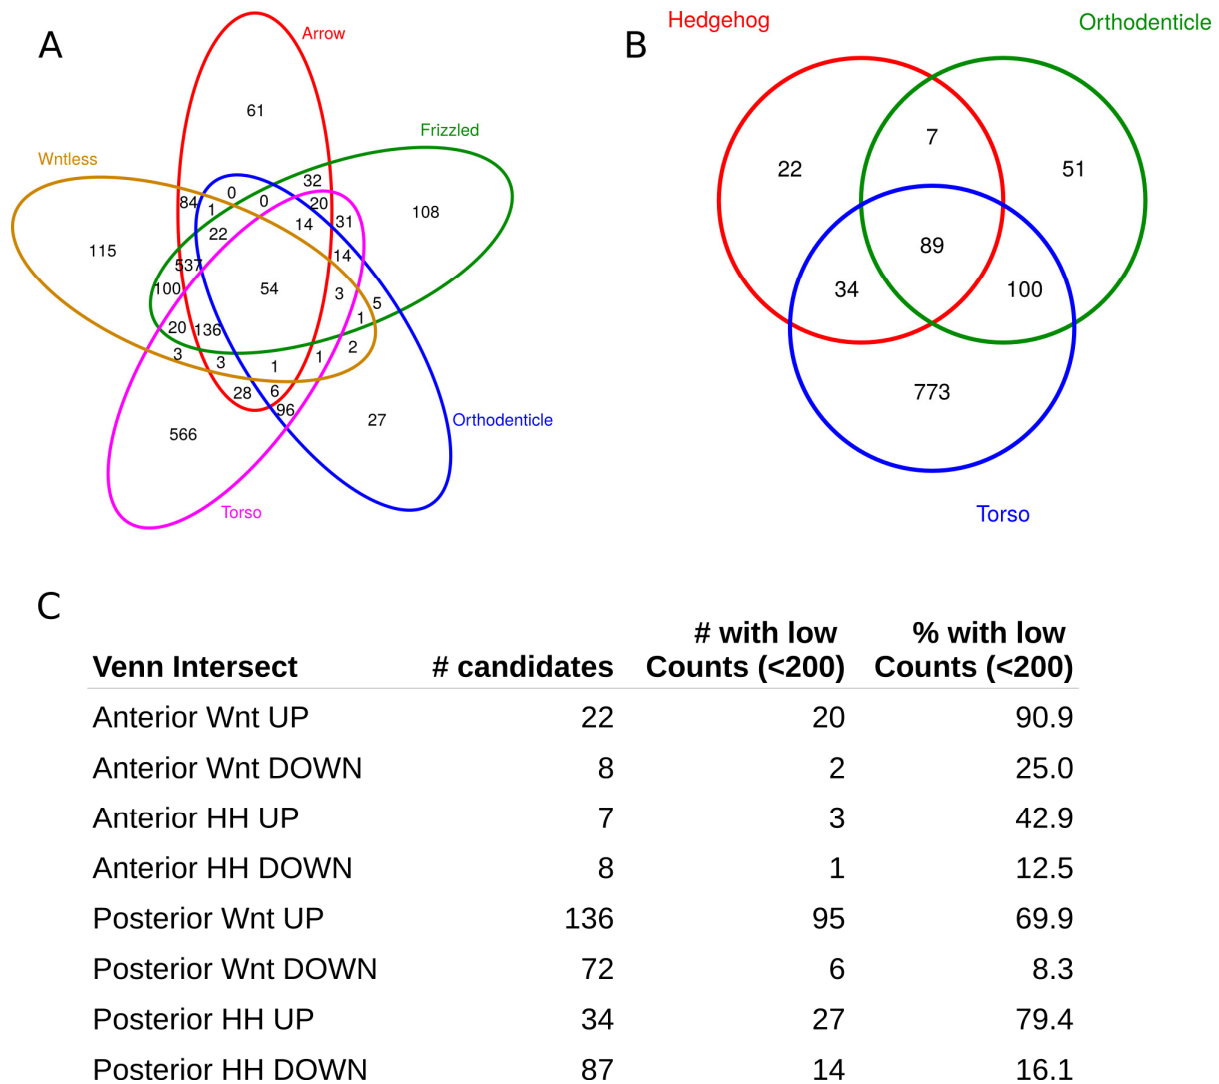 A
Arrow
Frizzled
Wntless
Orthodenticle
Torso
61
32
0
0
84
1
20
31
108
14
22
115
14
537
100
54
3
5
1
20
136
2
3
3
1
1
28
6
96
27
566
B
Hedgehog
Orthodenticle
7
22
51
89
34
100
773
Torso
C
Venn Intersect # candidates # with low Counts (<200) % with low Counts (<200)
Anterior Wnt UP 22 20 90.9
Anterior Wnt DOWN 8 2 25.0
Anterior HH UP 7 3 42.9
Anterior HH DOWN 8 1 12.5
Posterior Wnt UP 136 95 69.9
Posterior Wnt DOWN 72 6 8.3
Posterior HH UP 34 27 79.4
Posterior HH DOWN 87 14 16.1